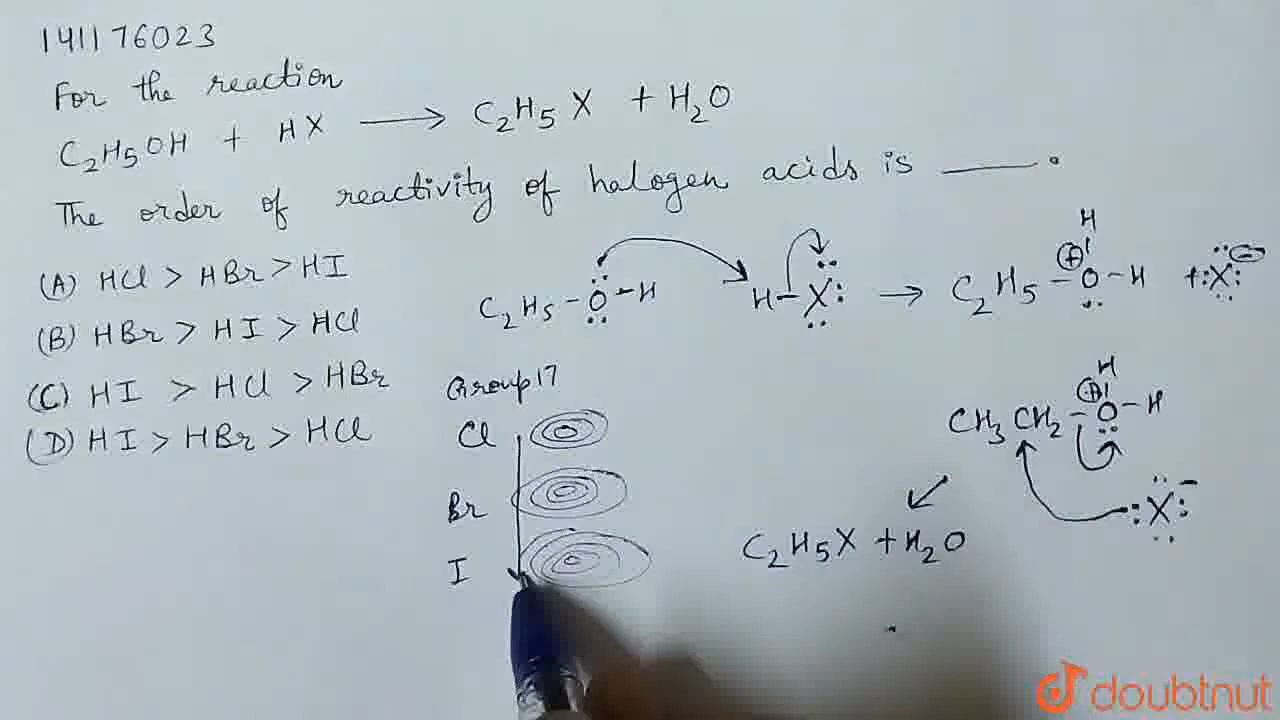 141176023
For the reaction
C₂H₅OH + HX ⟶ C₂H₅X + H₂O
The order of reactivity of halogen acids is ____.
(A) HCl > HBr > HI
(B) HBr > HI > HCl
(C) HI > HCl > HBr
(D) HI > HBr > HCl
C₂H₅–O–H H–X: → C₂H₅–O–H + :X:
⊕ H ⊖
Group 17
Cl
Br
I
CH₃CH₂–O–H
⊕ H
:X: −
C₂H₅X + H₂O
doubtnut